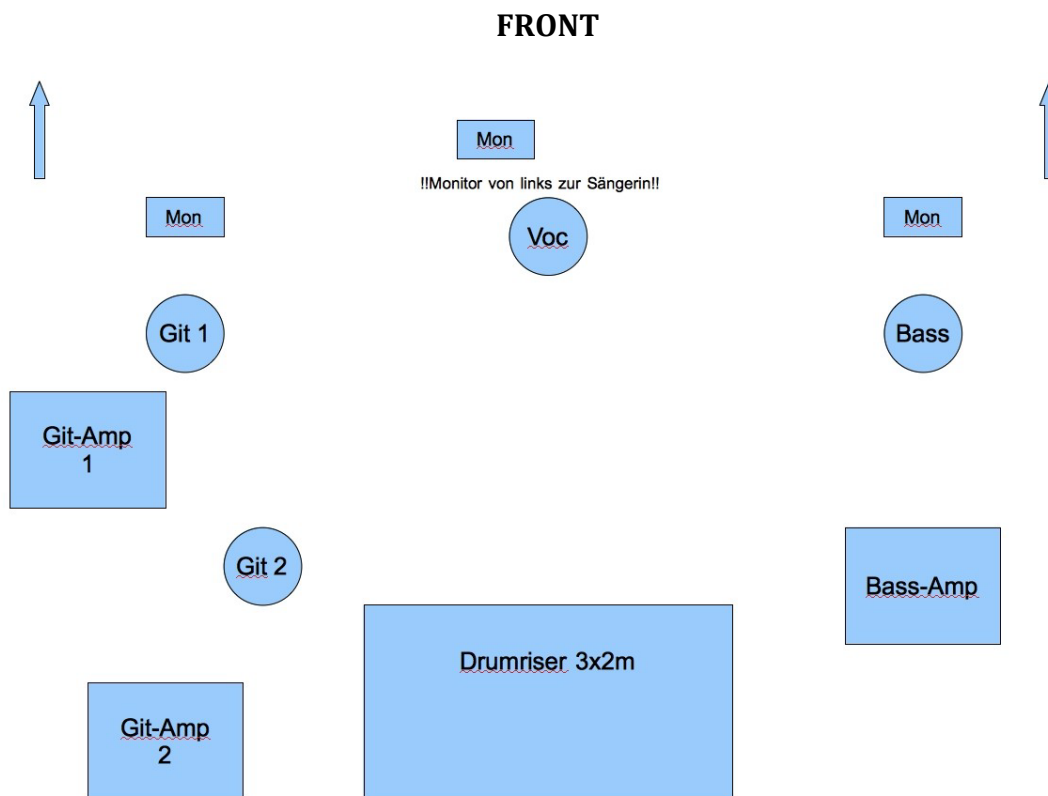 FRONT
Mon
!!Monitor von links zur Sängerin!!
Mon
Voc
Mon
Git 1
Bass
Git-Amp
1
Git 2
Bass-Amp
Drumriser 3x2m
Git-Amp
2